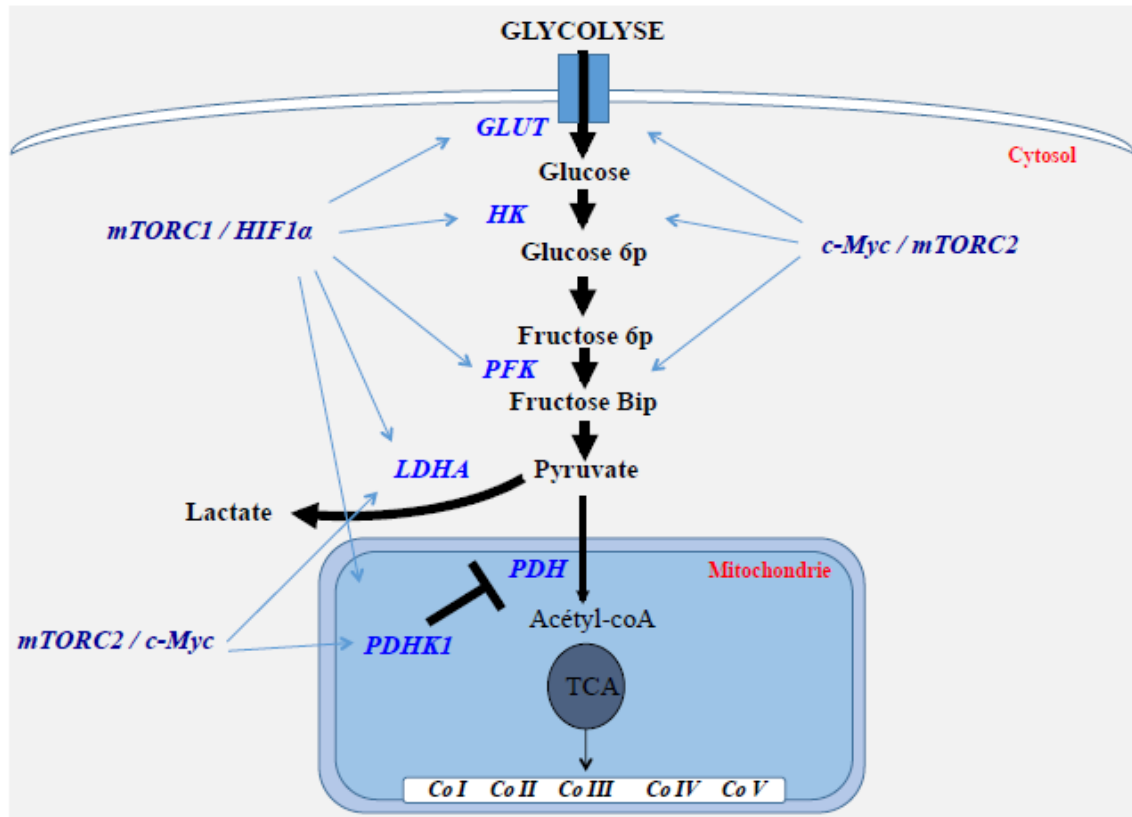 GLYCOLYSE
GLUT
Cytosol
Glucose
mTORC1 / HIF1α
HK
c-Myc / mTORC2
Glucose 6p
Fructose 6p
PFK
Fructose Bip
LDHA
Pyruvate
Lactate
PDH
Mitochondrie
Acétyl-coA
mTORC2 / c-Myc
PDHK1
TCA
Co I Co II Co III Co IV Co V